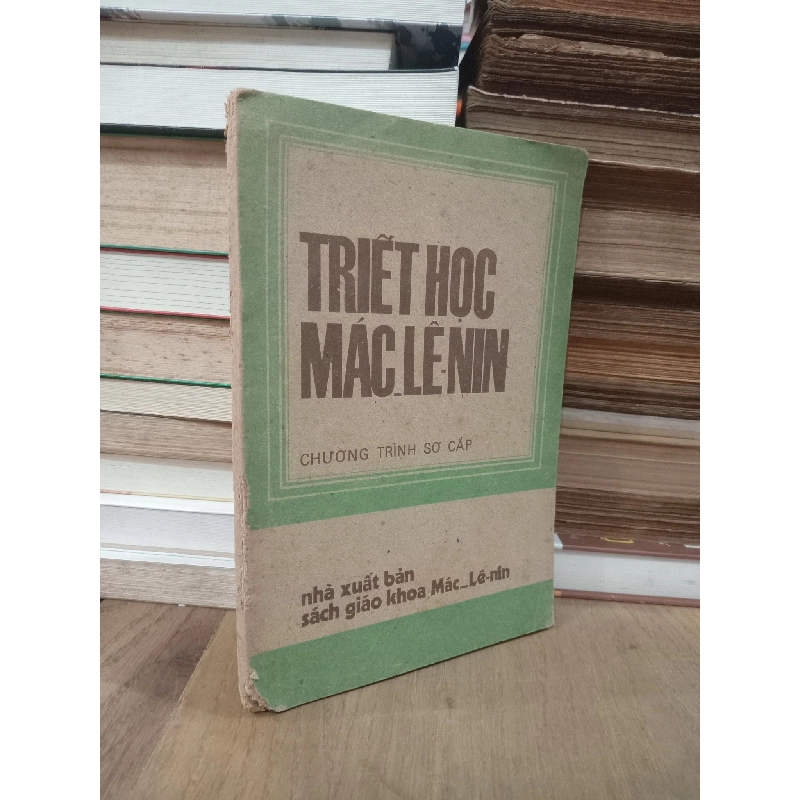 TRIẾT HỌC
MÁC_LÊ-NIN
CHƯƠNG TRÌNH SƠ CẤP
nhà xuất bản
sách giáo khoa Mác_Lê-nin